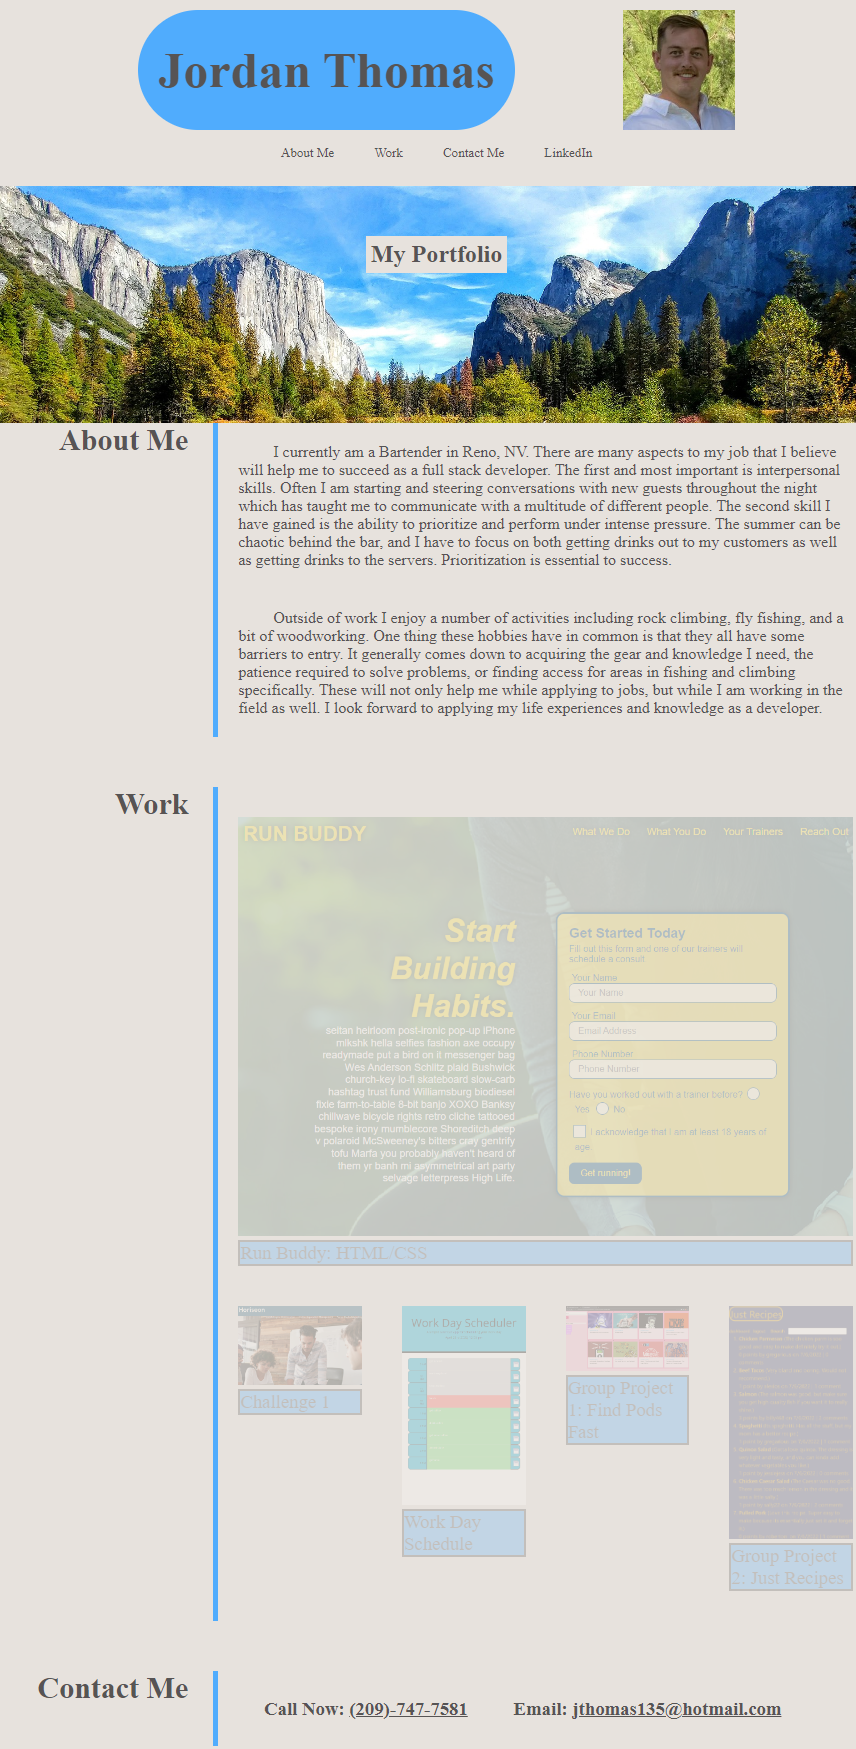 Jordan Thomas
About Me Work Contact Me LinkedIn
My Portfolio
About Me
I currently am a Bartender in Reno, NV. There are many aspects to my job that I believe
will help me to succeed as a full stack developer. The first and most important is interpersonal
skills. Often I am starting and steering conversations with new guests throughout the night
which has taught me to communicate with a multitude of different people. The second skill I
have gained is the ability to prioritize and perform under intense pressure. The summer can be
chaotic behind the bar, and I have to focus on both getting drinks out to my customers as well
as getting drinks to the servers. Prioritization is essential to success.
Outside of work I enjoy a number of activities including rock climbing, fly fishing, and a
bit of woodworking. One thing these hobbies have in common is that they all have some
barriers to entry. It generally comes down to acquiring the gear and knowledge I need, the
patience required to solve problems, or finding access for areas in fishing and climbing
specifically. These will not only help me while applying to jobs, but while I am working in the
field as well. I look forward to applying my life experiences and knowledge as a developer.
Work
RUN BUDDY What We Do What You Do Your Trainers Reach Out
Start
Building
Habits.
seitan heirloom post-ironic pop-up iPhone
mlkshk hella selfies fashion axe occupy
readymade put a bird on it messenger bag
Wes Anderson Schlitz plaid Bushwick
church-key lo-fi skateboard slow-carb
hashtag trust fund Williamsburg biodiesel
fixie farm-to-table 8-bit banjo XOXO Banksy
chillwave bicycle rights retro cliche tattooed
bespoke irony mumblecore Shoreditch deep
v polaroid McSweeney's bitters cray gentrify
tofu Marfa you probably haven't heard of
them yr banh mi asymmetrical art party
selvage letterpress High Life.
Get Started Today
Fill out this form and one of our trainers will
schedule a consult
Your Name
Your Name
Your Email
Email Address
Phone Number
Phone Number
Have you worked out with a trainer before?
Yes No
I acknowledge that i am at least 18 years of
age
Get running!
Run Buddy: HTML/CSS
Horiseon
Challenge 1
Work Day Scheduler
Work Day
Schedule
Group Project
1: Find Pods
Fast
Just Recipes
Group Project
2: Just Recipes
Contact Me
Call Now: (209)-747-7581 Email: jthomas135@hotmail.com